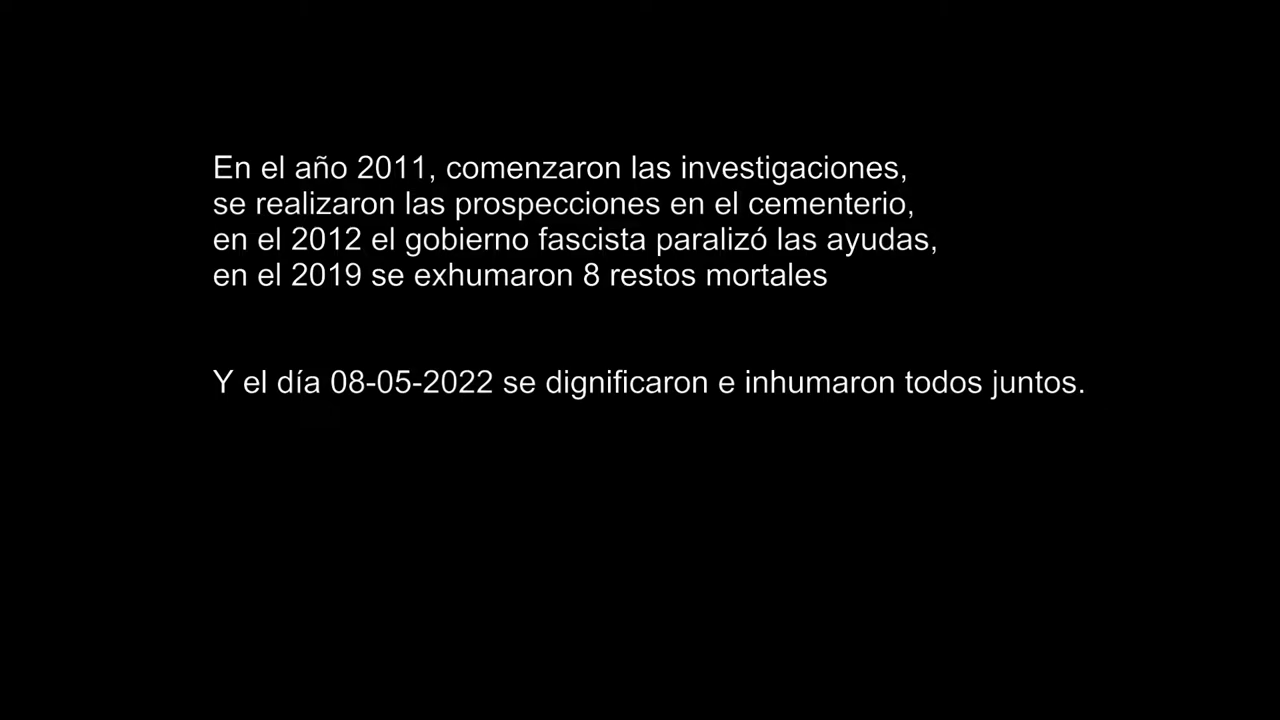 En el año 2011, comenzaron las investigaciones,
se realizaron las prospecciones en el cementerio,
en el 2012 el gobierno fascista paralizó las ayudas,
en el 2019 se exhumaron 8 restos mortales
Y el día 08-05-2022 se dignificaron e inhumaron todos juntos.